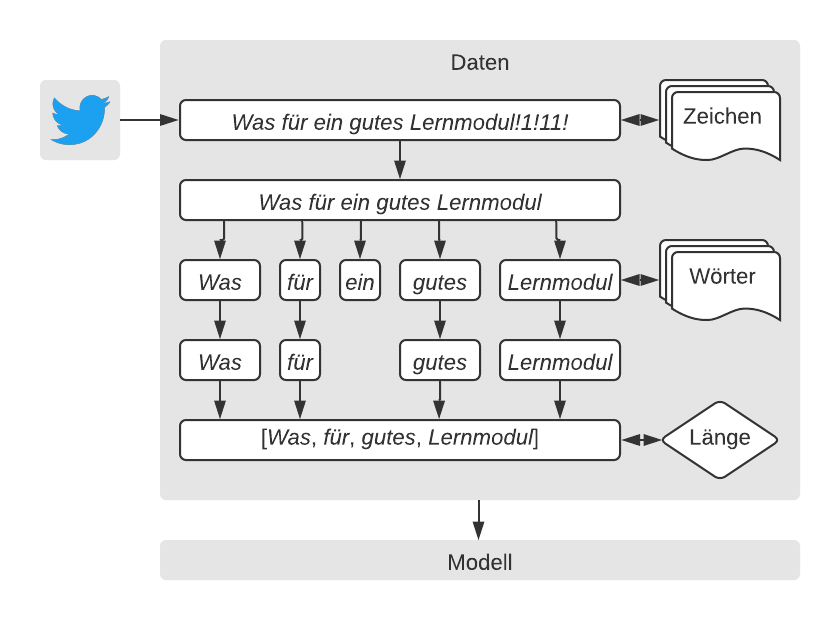 Daten
Was für ein gutes Lernmodul!1!11!
Zeichen
Was für ein gutes Lernmodul
Was
für
ein
gutes
Lernmodul
Wörter
Was
für
gutes
Lernmodul
[Was, für, gutes, Lernmodul]
Länge
Modell